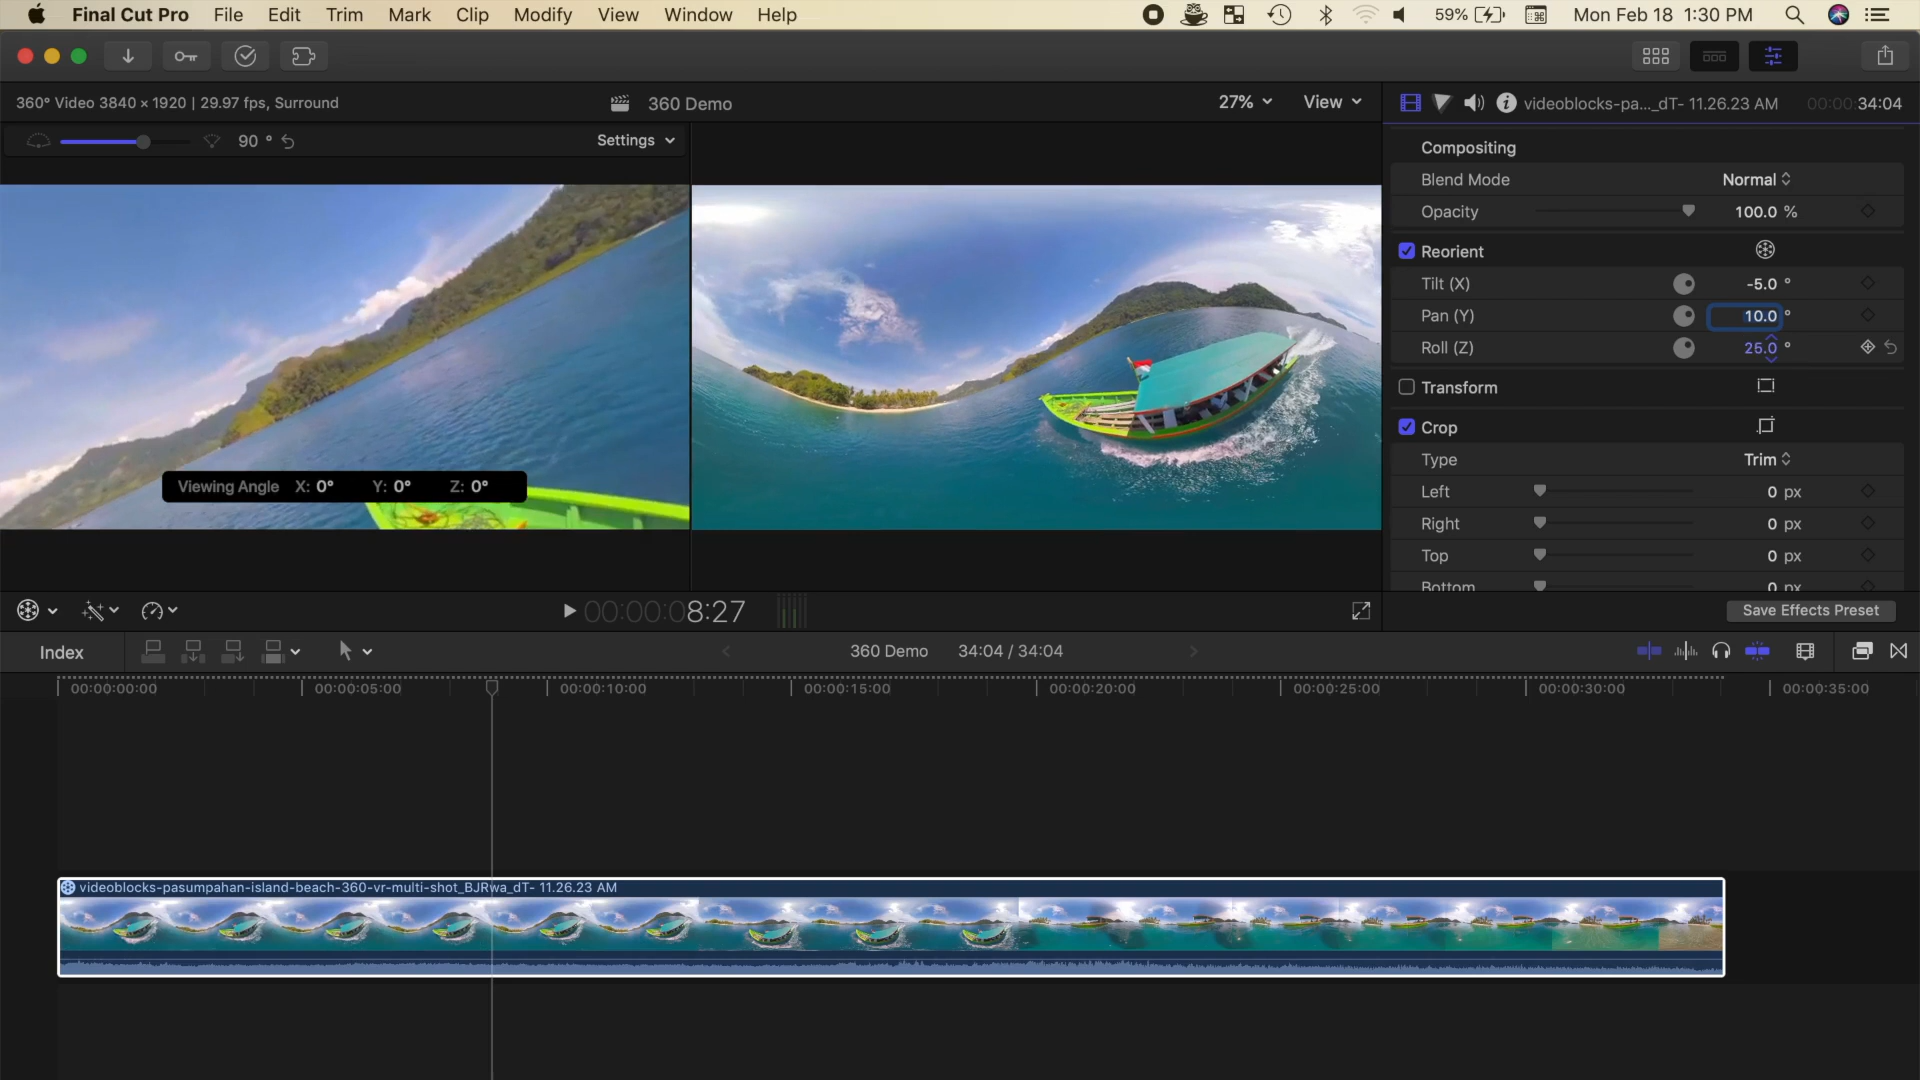 Final Cut Pro File Edit Trim Mark Clip Modify View Window Help 59% Mon Feb 18 1:30 PM
360° Video 3840 × 1920 | 29.97 fps, Surround 360 Demo 27% View videoblocks-pa..._dT- 11.26.23 AM 00:00:34:04
90 ° Settings
Compositing
Blend Mode Normal
Opacity 100.0 %
Reorient
Tilt (X) -5.0 °
Pan (Y) 10.0 °
Roll (Z) 25.0 °
Transform
Crop
Type Trim
Left 0 px
Right 0 px
Top 0 px
Bottom 0 px
Viewing Angle X: 0° Y: 0° Z: 0°
00:00:08:27 Save Effects Preset
Index 360 Demo 34:04 / 34:04
00:00:00:00 00:00:05:00 00:00:10:00 00:00:15:00 00:00:20:00 00:00:25:00 00:00:30:00 00:00:35:00
videoblocks-pasumpahan-island-beach-360-vr-multi-shot_BJRwa_dT- 11.26.23 AM